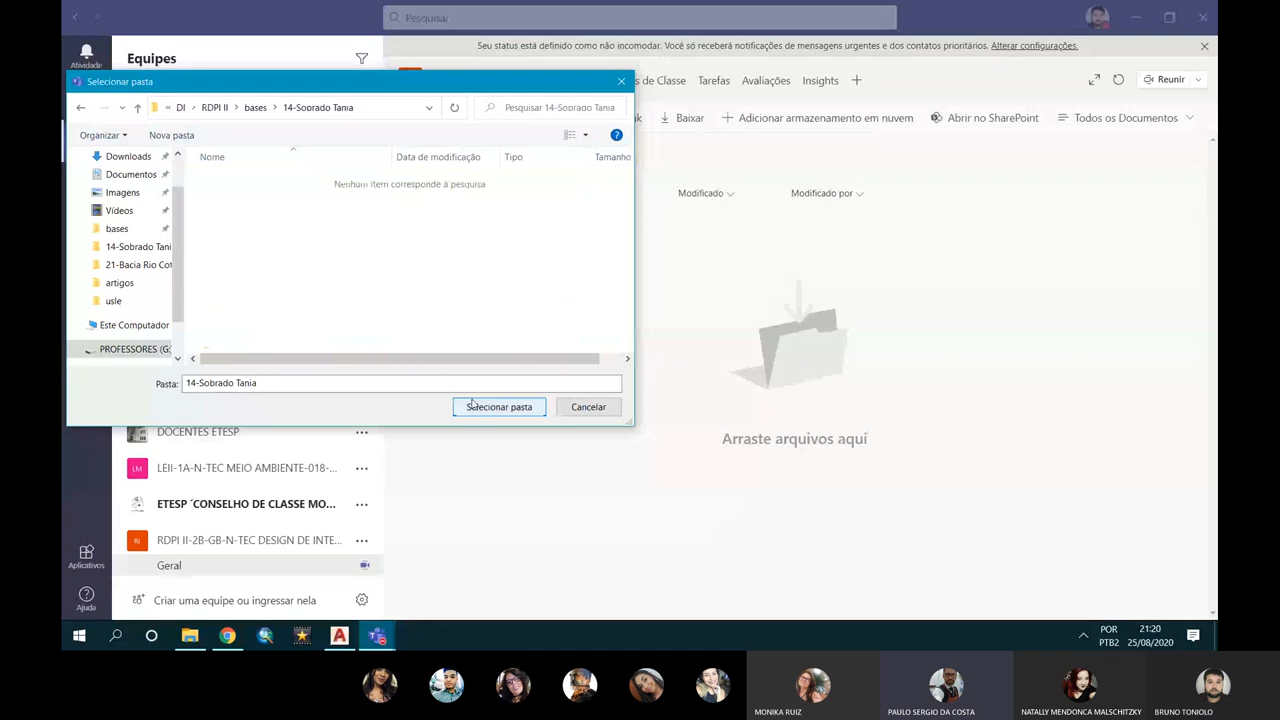 Pesquisar
Seu status está definido como não incomodar. Você só receberá notificações de mensagens urgentes e dos contatos prioritários. Alterar configurações.
Atividade
Equipes
Selecionar pasta
s de Classe Tarefas Avaliações Insights
Reunir
« DI › RDPI II › bases › 14-Sobrado Tania
Pesquisar 14-Sobrado Tania
Organizar Nova pasta
Baixar Adicionar armazenamento em nuvem Abrir no SharePoint Todos os Documentos
Nome Data de modificação Tipo Tamanho
Nenhum item corresponde à pesquisa
Modificado Modificado por
Downloads
Documentos
Imagens
Vídeos
bases
14-Sobrado Tani
21-Bacia Rio Cot
artigos
usle
Este Computador
PROFESSORES (G:
Pasta: 14-Sobrado Tania
Selecionar pasta Cancelar
Arraste arquivos aqui
DOCENTES ETESP
LM LEII-1A-N-TEC MEIO AMBIENTE-018-...
ETESP ´CONSELHO DE CLASSE MO...
RI RDPI II-2B-GB-N-TEC DESIGN DE INTE...
Geral
Aplicativos
Ajuda
Criar uma equipe ou ingressar nela
POR
PTB2
21:20
25/08/2020
MONIKA RUIZ
PAULO SERGIO DA COSTA
NATALLY MENDONCA MALSCHITZKY
BRUNO TONIOLO